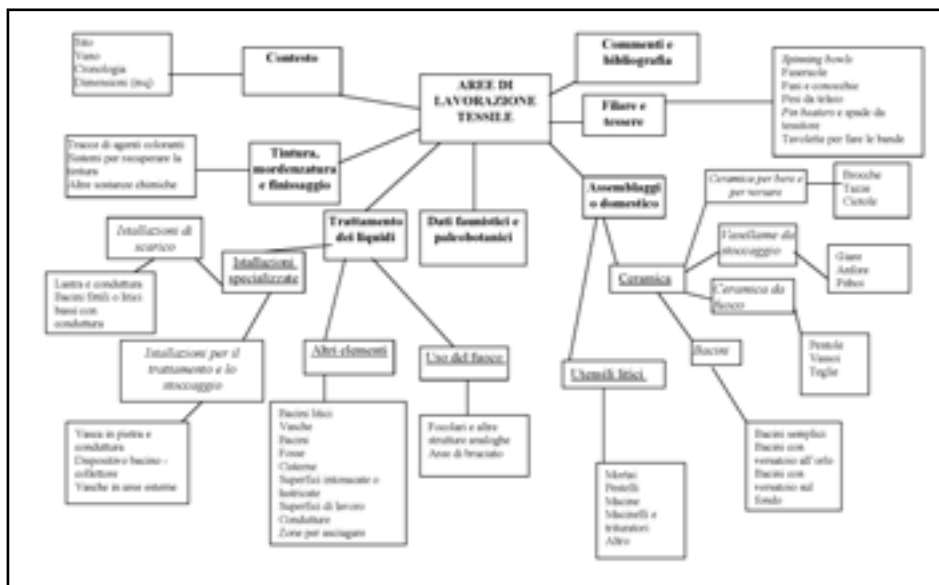 Sito
Vano
Cronologia
Dimensioni (mq)
Contesto
AREE DI
LAVORAZIONE
TESSILE
Commenti e
bibliografia
Filare e
tessere
Spinning bowls
Fuseruole
Fusi e conocchie
Pesi da telaio
Pin beaters e spade da
tessitore
Tavolette per fare le bande
Tracce di agenti coloranti
Sistemi per recuperare la
tintura
Altre sostanze chimiche
Tintura,
mordenzatura
e finissaggio
Trattamento
dei liquidi
Dati faunistici e
paleobotanici
Assemblaggi
o domestico
Ceramica per bere e
per versare
Brocche
Tazze
Ciotole
Istallazioni di
scarico
Istallazioni
specializzate
Lastra e conduttura
Bacini fittili o litici
bassi con
conduttura
Istallazioni per il
trattamento e lo
stoccaggio
Vasca in pietra e
conduttura
Dispositivo bacino –
collettore
Vasche in aree esterne
Altri elementi
Bacini litici
Vasche
Bacini
Fosse
Cisterne
Superfici intonacate o
lastricate
Superfici di lavoro
Condutture
Zone per asciugare
Uso del fuoco
Focolari e altre
strutture analoghe
Aree di bruciato
Utensili litici
Mortai
Pestelli
Macine
Macinelli e
trituratori
Altro
Ceramica
Vasellame da
stoccaggio
Giare
Anfore
Pithoi
Ceramica da
fuoco
Pentole
Vassoi
Teglie
Bacini
Bacini semplici
Bacini con
versatoio all'orlo
Bacini con
versatoio sul
fondo